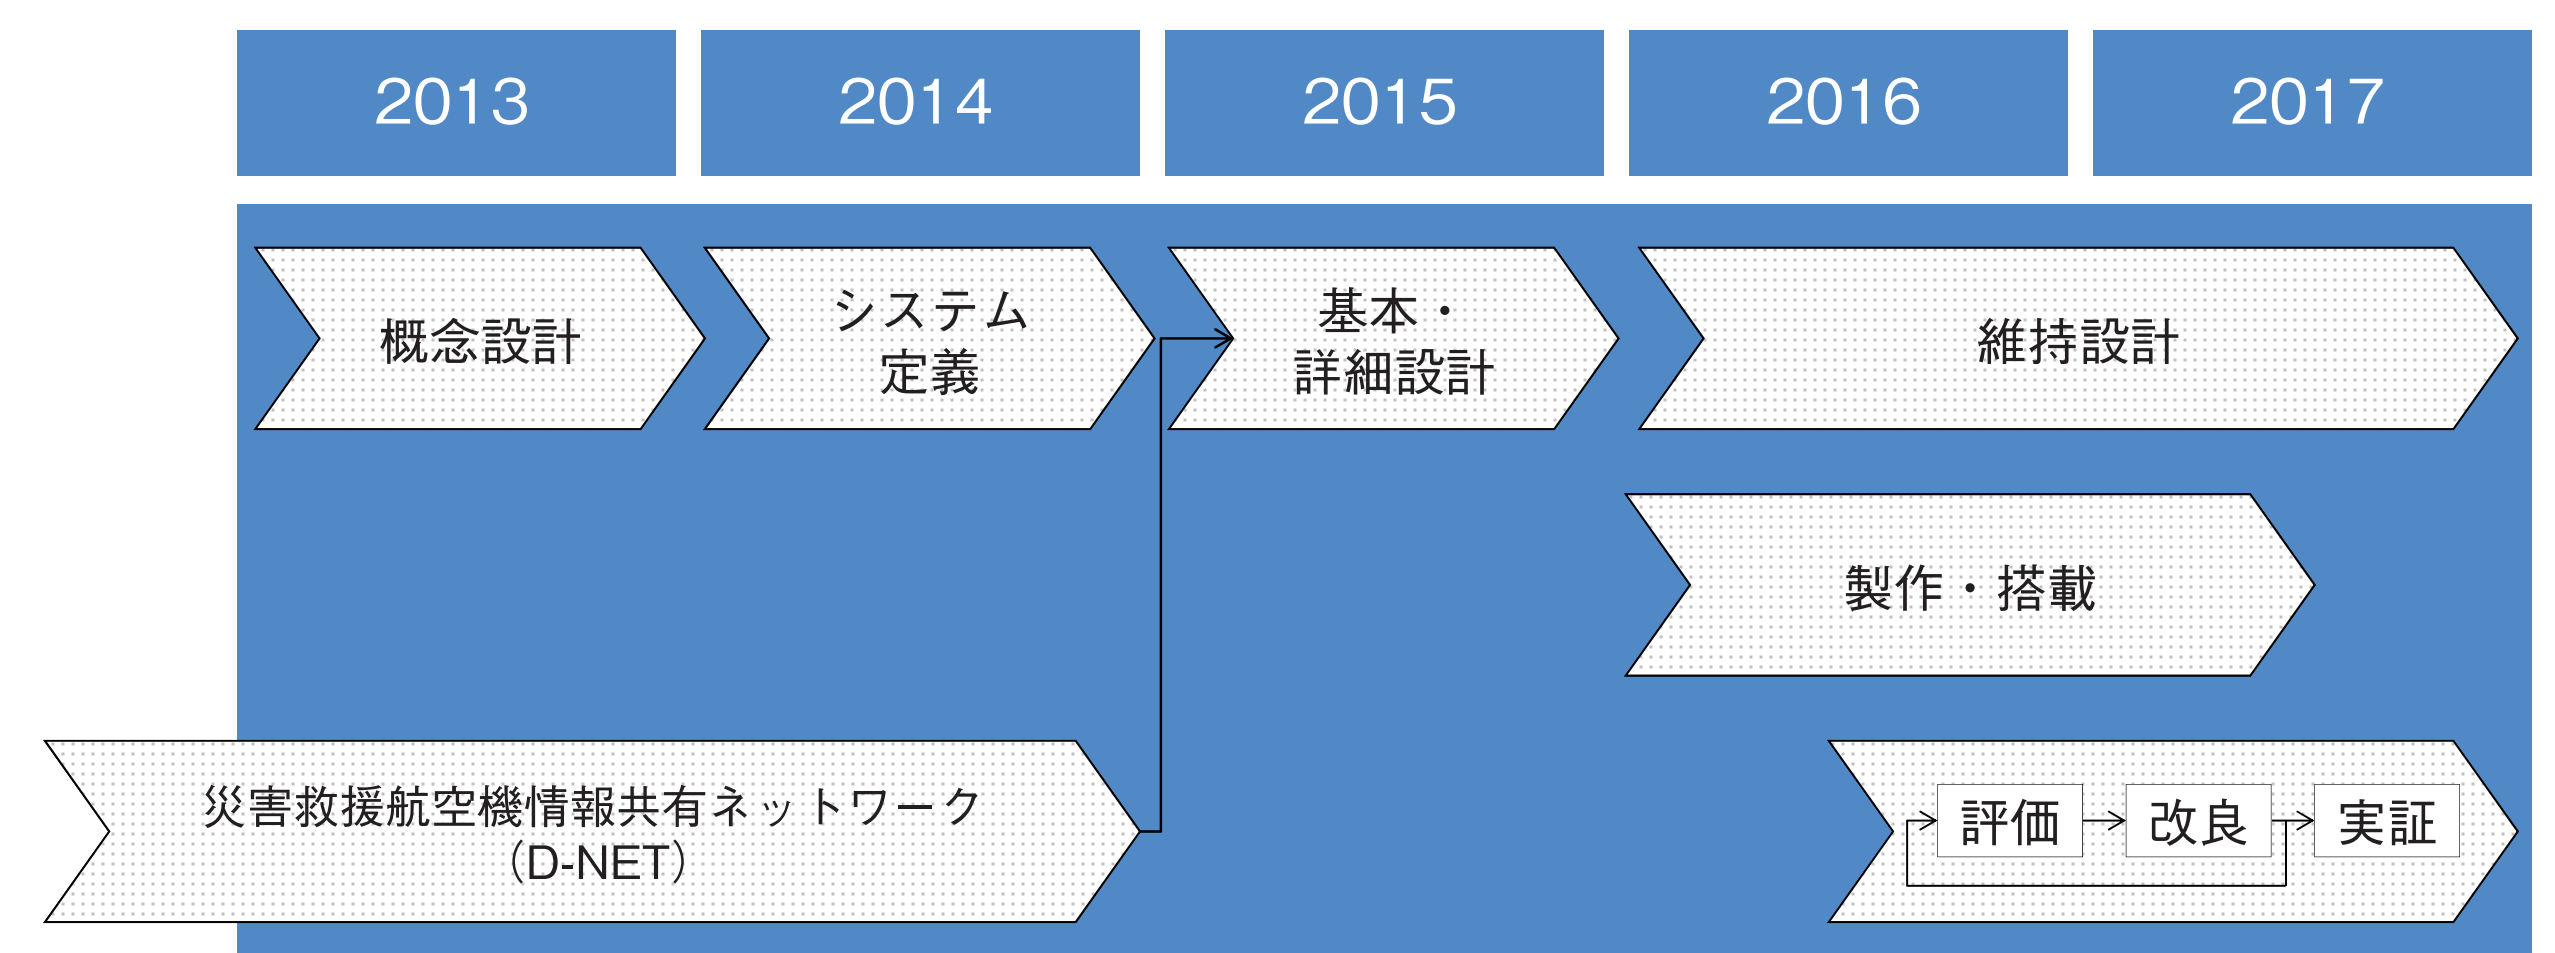 2013
2014
2015
2016
2017
概念設計
システム
定義
基本・
詳細設計
維持設計
製作・搭載
災害救援航空機情報共有ネットワーク
（D-NET）
評価
改良
実証